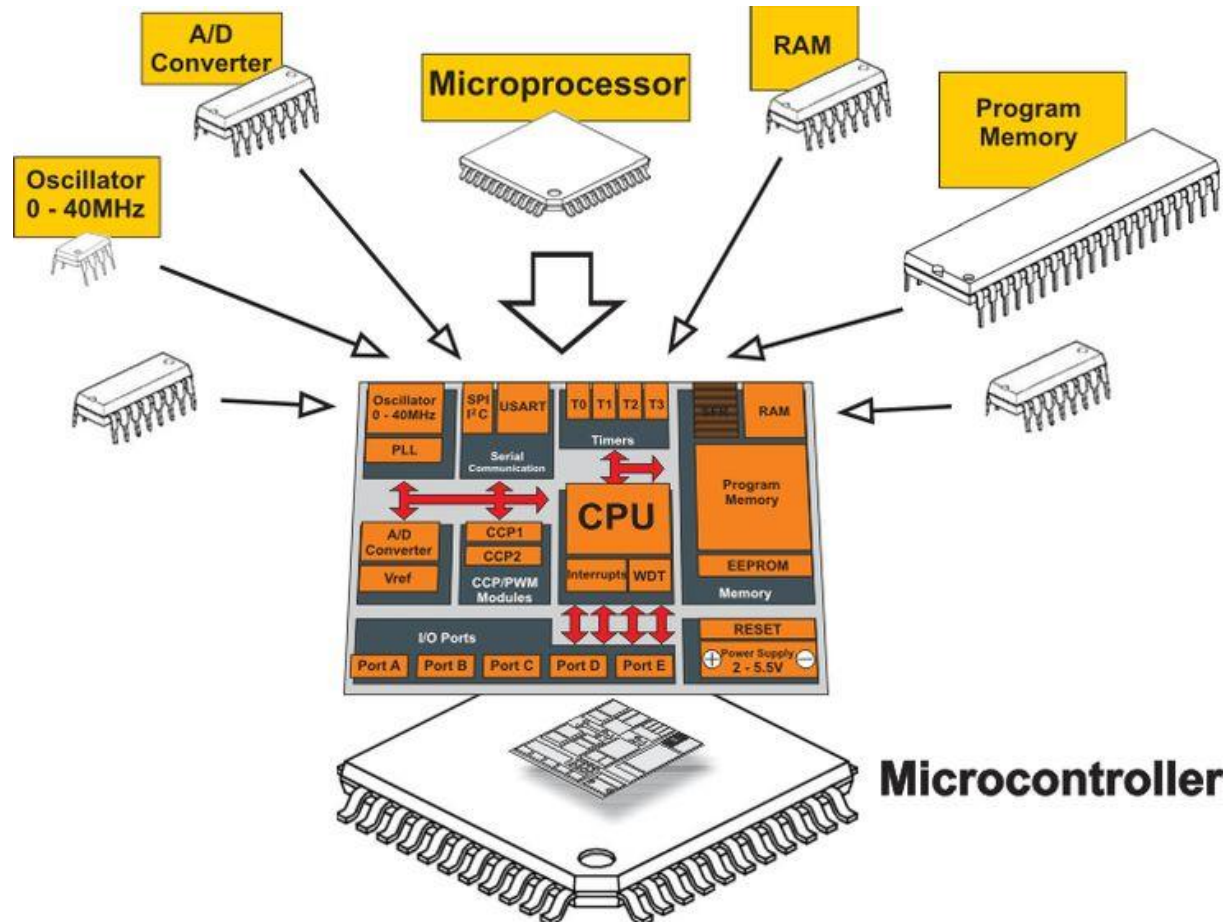 A/D
Converter
Microprocessor
RAM
Program
Memory
Oscillator
0 - 40MHz
Oscillator
0 - 40MHz
PLL
SPI
I²C
USART
Serial
Communication
T0
T1
T2
T3
Timers
RAM
Program
Memory
EEPROM
Memory
CPU
Interrupts
WDT
A/D
Converter
Vref
CCP1
CCP2
CCP/PWM
Modules
I/O Ports
Port A
Port B
Port C
Port D
Port E
RESET
+
Power Supply
2 - 5.5V
-
Microcontroller